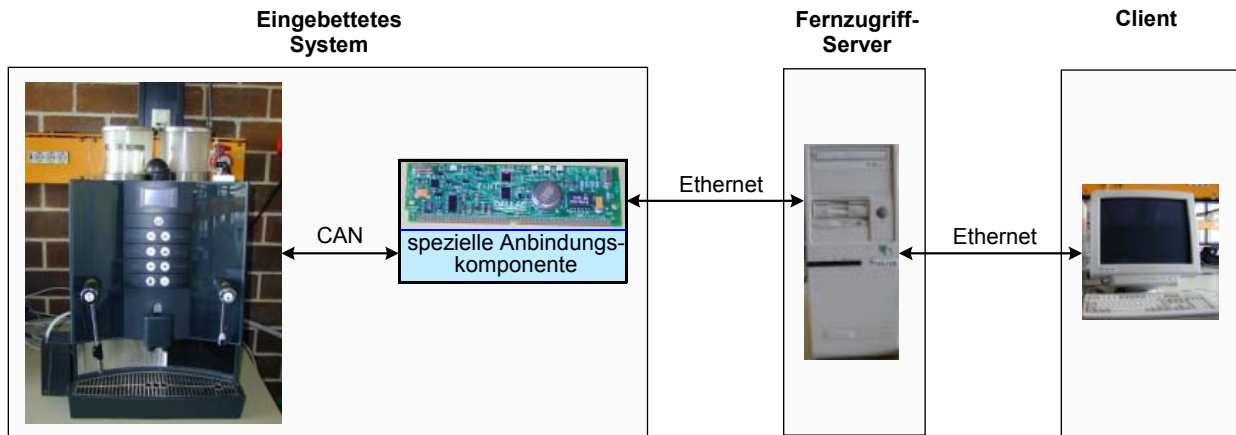 Eingebettetes
System
Fernzugriff-
Server
Client
CAN
spezielle Anbindungs-
komponente
Ethernet
Ethernet